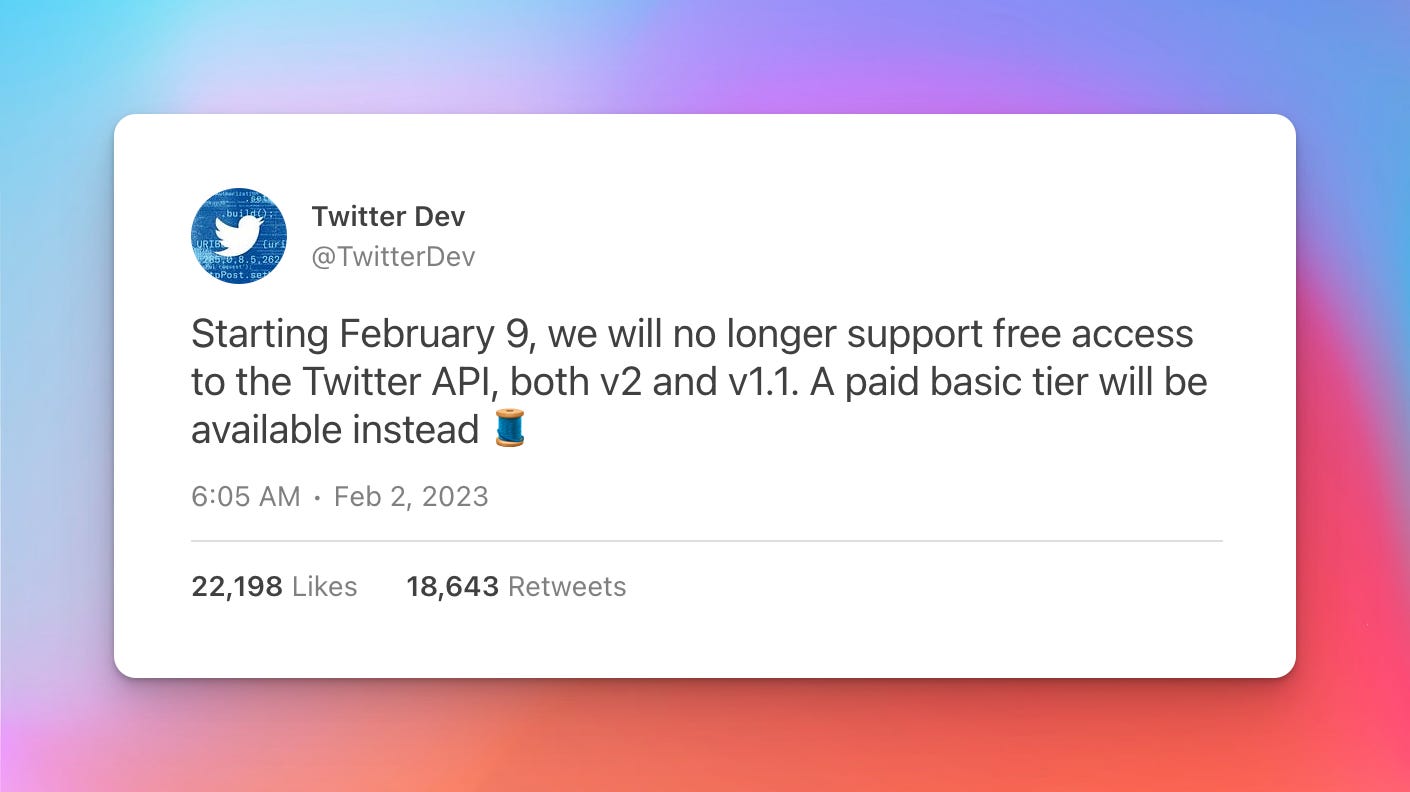 Twitter Dev
@TwitterDev
Starting February 9, we will no longer support free access
to the Twitter API, both v2 and v1.1. A paid basic tier will be
available instead 🧵
6:05 AM · Feb 2, 2023
22,198 Likes 18,643 Retweets
.build();